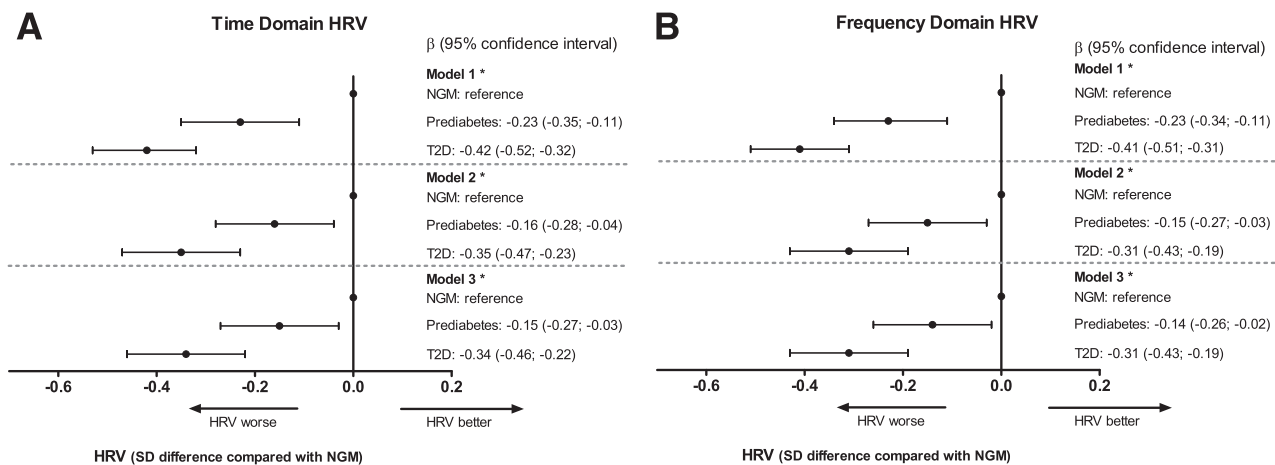 A
Time Domain HRV
β (95% confidence interval)
Model 1 *
NGM: reference
Prediabetes: -0.23 (-0.35; -0.11)
T2D: -0.42 (-0.52; -0.32)
Model 2 *
NGM: reference
Prediabetes: -0.16 (-0.28; -0.04)
T2D: -0.35 (-0.47; -0.23)
Model 3 *
NGM: reference
Prediabetes: -0.15 (-0.27; -0.03)
T2D: -0.34 (-0.46; -0.22)
-0.6 -0.4 -0.2 0.0 0.2
HRV worse HRV better
HRV (SD difference compared with NGM)
B
Frequency Domain HRV
β (95% confidence interval)
Model 1 *
NGM: reference
Prediabetes: -0.23 (-0.34; -0.11)
T2D: -0.41 (-0.51; -0.31)
Model 2 *
NGM: reference
Prediabetes: -0.15 (-0.27; -0.03)
T2D: -0.31 (-0.43; -0.19)
Model 3 *
NGM: reference
Prediabetes: -0.14 (-0.26; -0.02)
T2D: -0.31 (-0.43; -0.19)
-0.6 -0.4 -0.2 0.0 0.2
HRV worse HRV better
HRV (SD difference compared with NGM)